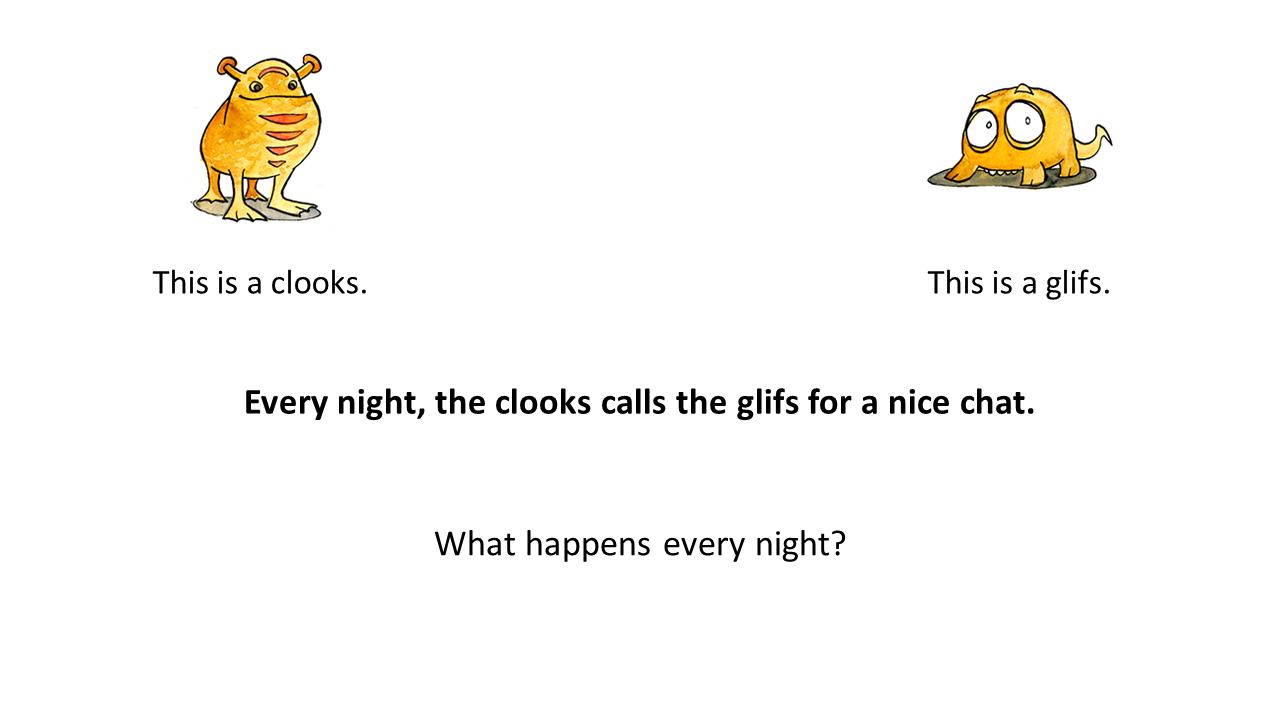 This is a clooks.
This is a glifs.
Every night, the clooks calls the glifs for a nice chat.
What happens every night?